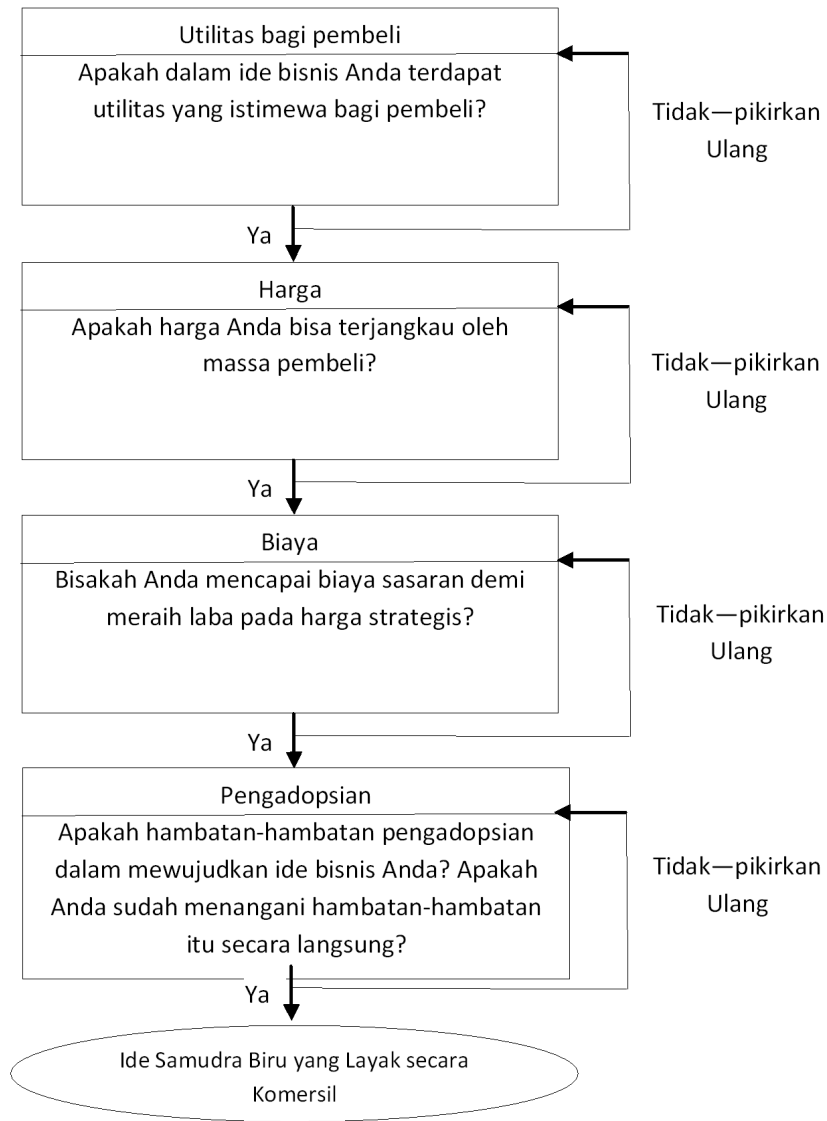 Utilitas bagi pembeli
Apakah dalam ide bisnis Anda terdapat
utilitas yang istimewa bagi pembeli?
Tidak—pikirkan
Ulang
Ya
Harga
Apakah harga Anda bisa terjangkau oleh
massa pembeli?
Tidak—pikirkan
Ulang
Ya
Biaya
Bisakah Anda mencapai biaya sasaran demi
meraih laba pada harga strategis?
Tidak—pikirkan
Ulang
Ya
Pengadopsian
Apakah hambatan-hambatan pengadopsian
dalam mewujudkan ide bisnis Anda? Apakah
Anda sudah menangani hambatan-hambatan
itu secara langsung?
Tidak—pikirkan
Ulang
Ya
Ide Samudra Biru yang Layak secara
Komersil